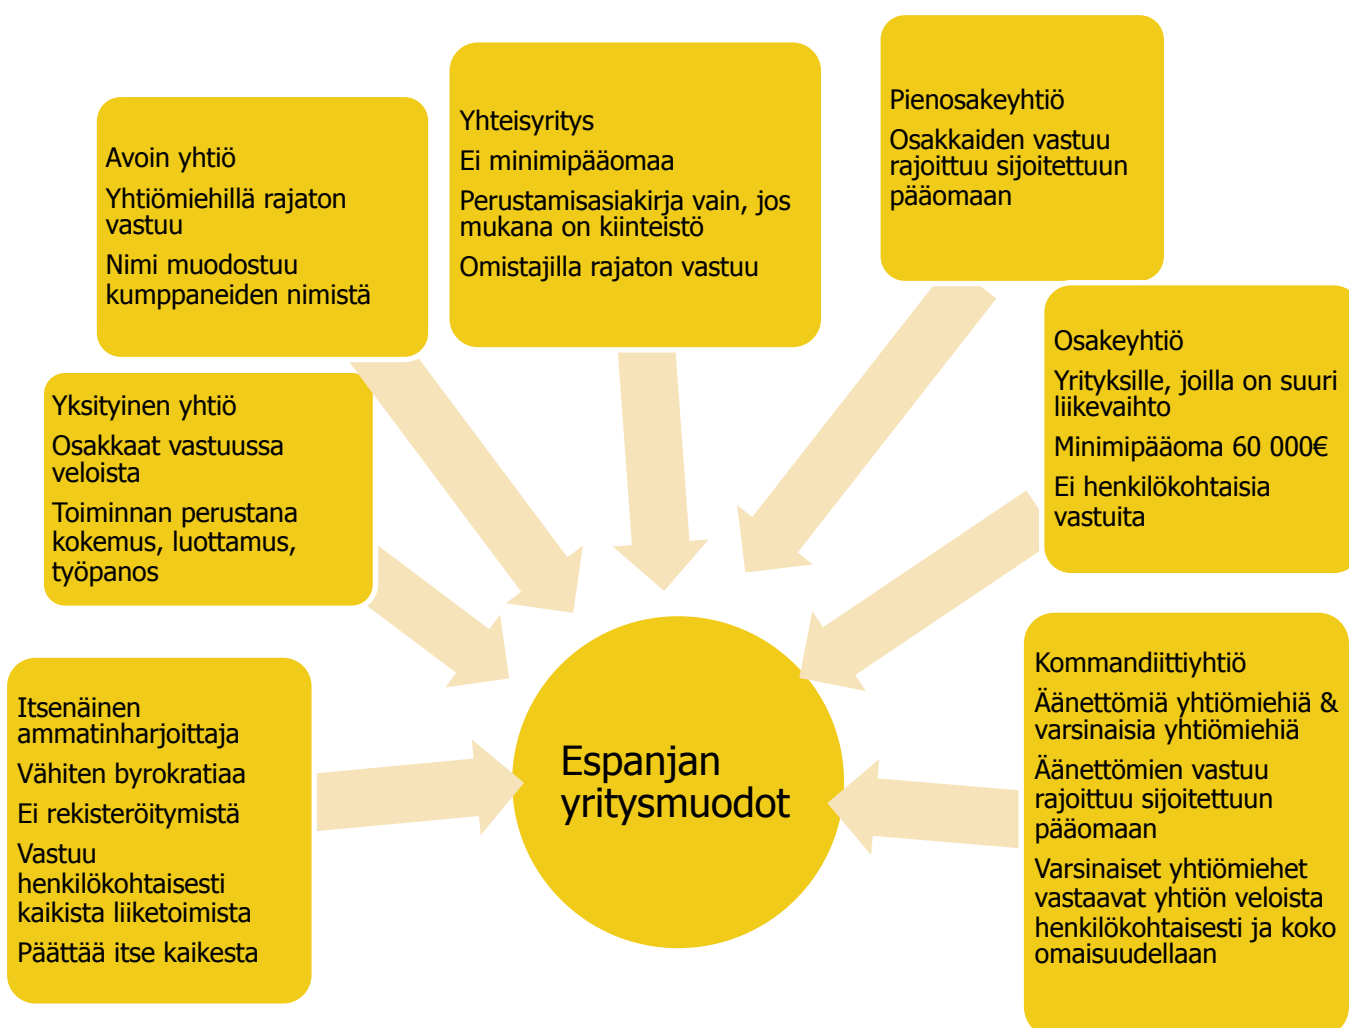 Avoin yhtiö
Yhtiömiehillä rajaton
vastuu
Nimi muodostuu
kumppaneiden nimistä
Yhteisyritys
Ei minimipääomaa
Perustamisasiakirja vain, jos
mukana on kiinteistö
Omistajilla rajaton vastuu
Pienosakeyhtiö
Osakkaiden vastuu
rajoittuu sijoitettuun
pääomaan
Yksityinen yhtiö
Osakkaat vastuussa
veloista
Toiminnan perustana
kokemus, luottamus,
työpanos
Osakeyhtiö
Yrityksille, joilla on suuri
liikevaihto
Minimipääoma 60 000€
Ei henkilökohtaisia
vastuita
Itsenäinen
ammatinharjoittaja
Vähiten byrokratiaa
Ei rekisteröitymistä
Vastuu
henkilökohtaisesti
kaikista liiketoimista
Päättää itse kaikesta
Espanjan
yritysmuodot
Kommandiittiyhtiö
Äänettömiä yhtiömiehiä &
varsinaisia yhtiömiehiä
Äänettömien vastuu
rajoittuu sijoitettuun
pääomaan
Varsinaiset yhtiömiehet
vastaavat yhtiön veloista
henkilökohtaisesti ja koko
omaisuudellaan